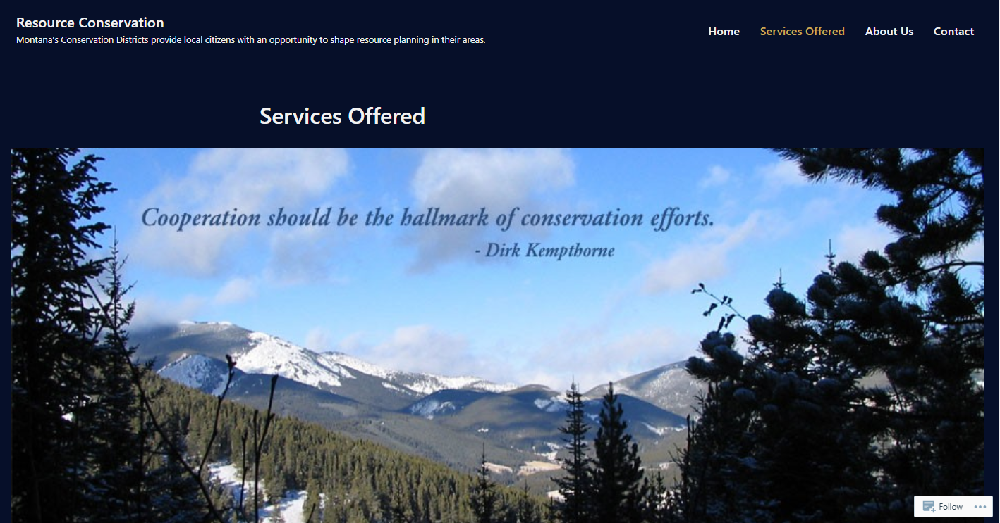 Resource Conservation
Montana's Conservation Districts provide local citizens with an opportunity to shape resource planning in their areas.
Home Services Offered About Us Contact
Services Offered
Cooperation should be the hallmark of conservation efforts.
- Dirk Kempthorne
Follow